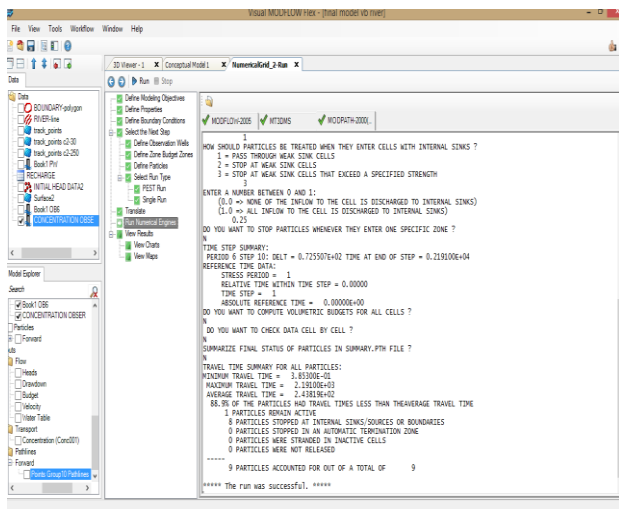 Visual MODFLOW Flex - [final model vb river]
File View Tools Workflow Window Help
3D Viewer - 1 X Conceptual Model 1 X NumericalGrid_2-Run X
Data
Run Stop
Data
BOUNDARY-polygon
RIVER-line
track_points
track_points c2-30
track_points c2-250
Book1 PW
RECHARGE
INITIAL HEAD DATA2
Surface2
Book1 OB6
CONCENTRATION OBSE
Model Explorer
Search
Book1 OB6
CONCENTRATION OBSER
Particles
Forward
uts
Flow
Heads
Drawdown
Budget
Velocity
Water Table
Transport
Concentration (Conc001)
Pathlines
Forward
Points Group10 Pathlines
Define Modeling Objectives
Define Properties
Define Boundary Conditions
Select the Next Step
Define Observation Wells
Define Zone Budget Zones
Define Particles
Select Run Type
PEST Run
Single Run
Translate
Run Numerical Engines
View Results
View Charts
View Maps
MODFLOW-2005 MT3DMS MODPATH-2000(..
1
HOW SHOULD PARTICLES BE TREATED WHEN THEY ENTER CELLS WITH INTERNAL SINKS ?
1 = PASS THROUGH WEAK SINK CELLS
2 = STOP AT WEAK SINK CELLS
3 = STOP AT WEAK SINK CELLS THAT EXCEED A SPECIFIED STRENGTH
3
ENTER A NUMBER BETWEEN 0 AND 1:
(0.0 => NONE OF THE INFLOW TO THE CELL IS DISCHARGED TO INTERNAL SINKS)
(1.0 => ALL INFLOW TO THE CELL IS DISCHARGED TO INTERNAL SINKS)
0.25
DO YOU WANT TO STOP PARTICLES WHENEVER THEY ENTER ONE SPECIFIC ZONE ?
N
TIME STEP SUMMARY:
PERIOD 6 STEP 10: DELT = 0.725507E+02 TIME AT END OF STEP = 0.219100E+04
REFERENCE TIME DATA:
STRESS PERIOD = 1
RELATIVE TIME WITHIN TIME STEP = 0.00000
TIME STEP = 1
ABSOLUTE REFERENCE TIME = 0.00000E+00
DO YOU WANT TO COMPUTE VOLUMETRIC BUDGETS FOR ALL CELLS ?
N
DO YOU WANT TO CHECK DATA CELL BY CELL ?
N
SUMMARIZE FINAL STATUS OF PARTICLES IN SUMMARY.PTH FILE ?
N
TRAVEL TIME SUMMARY FOR ALL PARTICLES:
MINIMUM TRAVEL TIME = 3.85300E-01
MAXIMUM TRAVEL TIME = 2.19100E+03
AVERAGE TRAVEL TIME = 2.43819E+02
88.9% OF THE PARTICLES HAD TRAVEL TIMES LESS THAN THEAVERAGE TRAVEL TIME
1 PARTICLES REMAIN ACTIVE
8 PARTICLES STOPPED AT INTERNAL SINKS/SOURCES OR BOUNDARIES
0 PARTICLES STOPPED IN AN AUTOMATIC TERMINATION ZONE
0 PARTICLES WERE STRANDED IN INACTIVE CELLS
0 PARTICLES WERE NOT RELEASED
-----
9 PARTICLES ACCOUNTED FOR OUT OF A TOTAL OF 9
***** The run was successful. *****